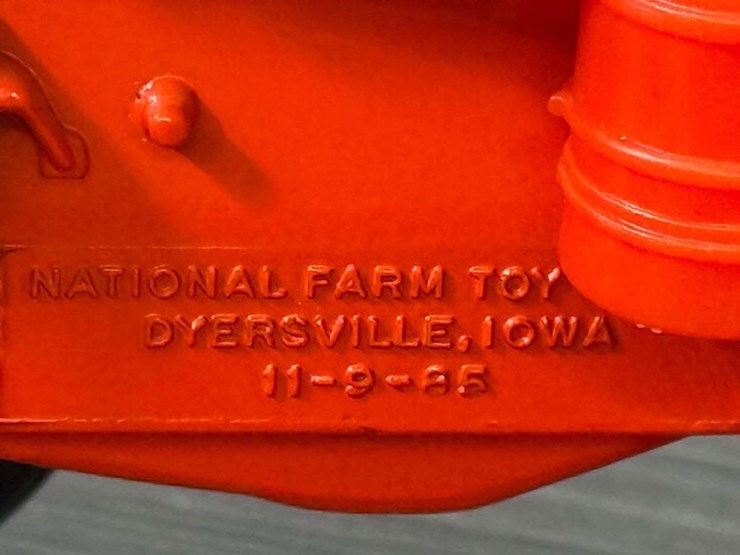 NATIONAL FARM TOY
DYERSVILLE, IOWA
11-9-85